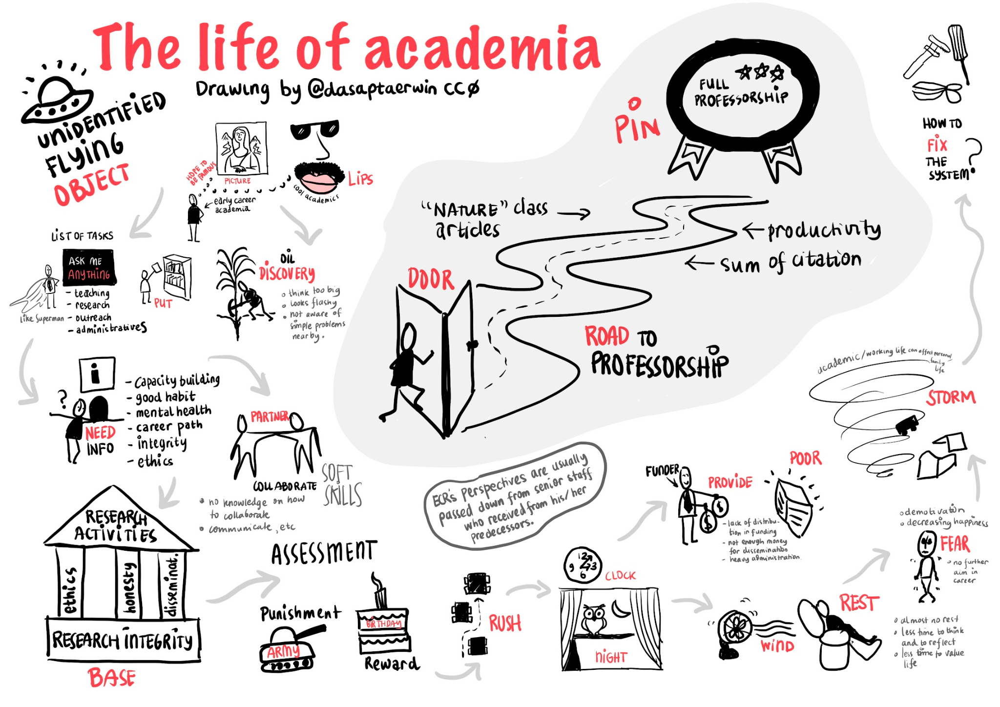 The life of academia
Drawing by @dasaptaerwin CC∅
UNIDENTIFIED
FLYING
OBJECT
HOPE TO
BE FAMOUS
PICTURE
LIPS
cool academics
early career
academia
LIST OF TASKS
ASK ME
ANYTHING
- teaching
- research
- outreach
- administratives
like Superman
PUT
OIL
DISCOVERY
think too big
looks flashy
not aware of
simple problems
nearby.
i
?
NEED
INFO
- Capacity building
- good habit
- mental health
- career path
- integrity
- ethics
PARTNER
COLLABORATE
SOFT
SKILLS
no knowledge on how
to collaborate
communicate, etc
RESEARCH
ACTIVITIES
ethics
honesty
disseminat.
RESEARCH INTEGRITY
BASE
ASSESSMENT
Punishment
ARMY
BIRTHDAY
Reward
PIN
FULL
PROFESSORSHIP
"NATURE" class
articles
productivity
sum of citation
DOOR
ROAD TO
PROFESSORSHIP
ECR's Perspectives are usually
passed down from senior staff
who received from his/her
predecessors.
RUSH
12
3
6
9
CLOCK
NIGHT
FUNDER
PROVIDE
$
$
- lack of distribu-
tion in funding
- not enough money
for dissemination
- heavy administration
POOR
WIND
REST
almost no rest
less time to think
and to reflect
less time to value
life
demotivation
decreasing happiness
FEAR
no further
aim in
career
academic/working life can affect personal
family
life
STORM
HOW TO
FIX
THE
SYSTEM?